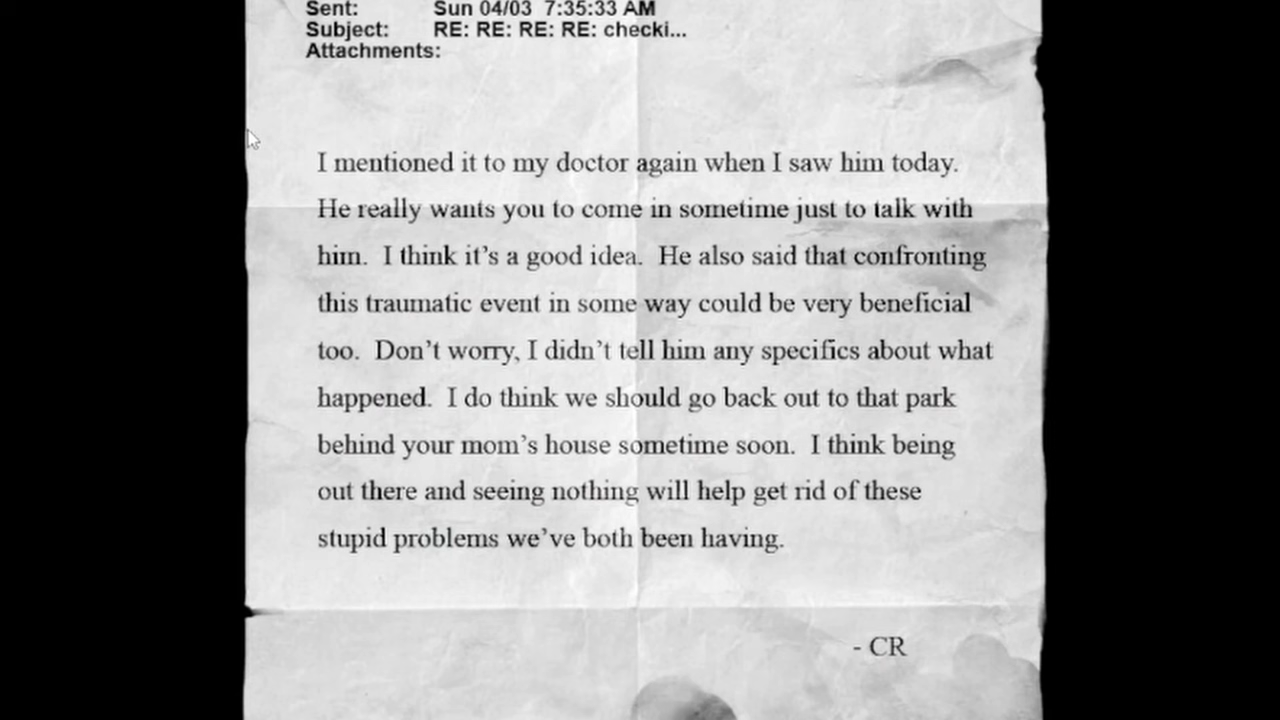 Sent: Sun 04/03 7:35:33 AM
Subject: RE: RE: RE: RE: checki...
Attachments:
I mentioned it to my doctor again when I saw him today.
He really wants you to come in sometime just to talk with
him. I think it's a good idea. He also said that confronting
this traumatic event in some way could be very beneficial
too. Don't worry, I didn't tell him any specifics about what
happened. I do think we should go back out to that park
behind your mom's house sometime soon. I think being
out there and seeing nothing will help get rid of these
stupid problems we've both been having.
- CR